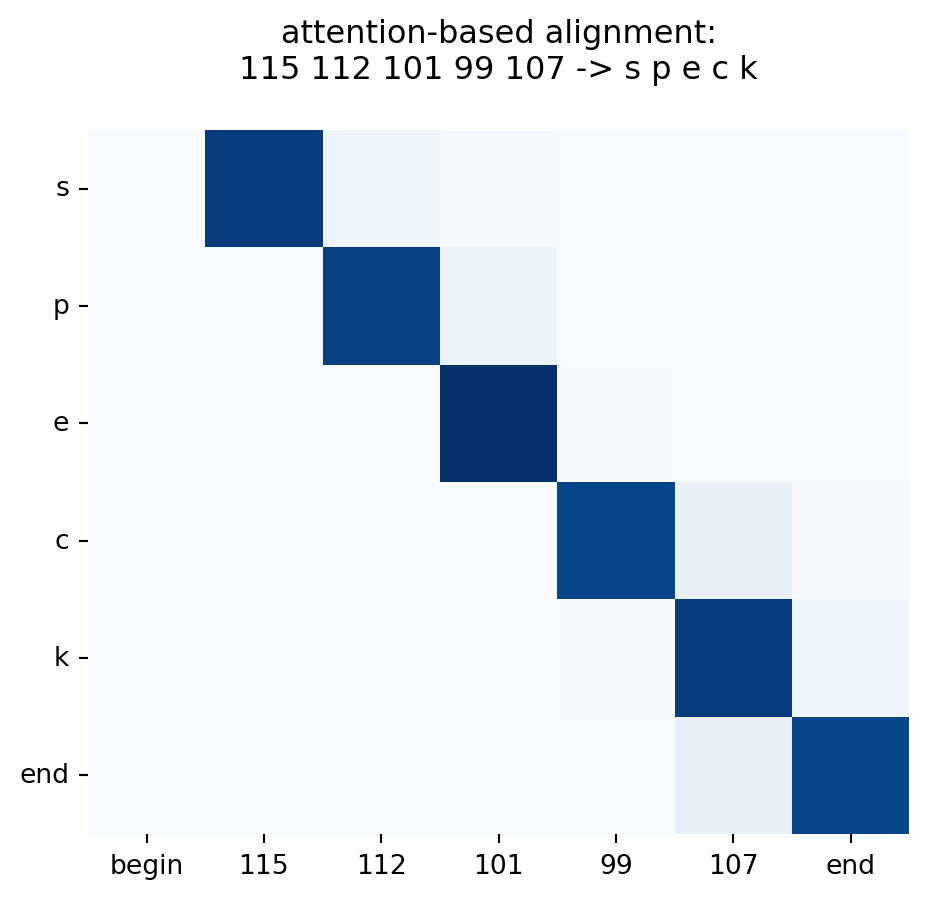 attention-based alignment:
115 112 101 99 107 -> s p e c k
s
p
e
c
k
end
begin 115 112 101 99 107 end